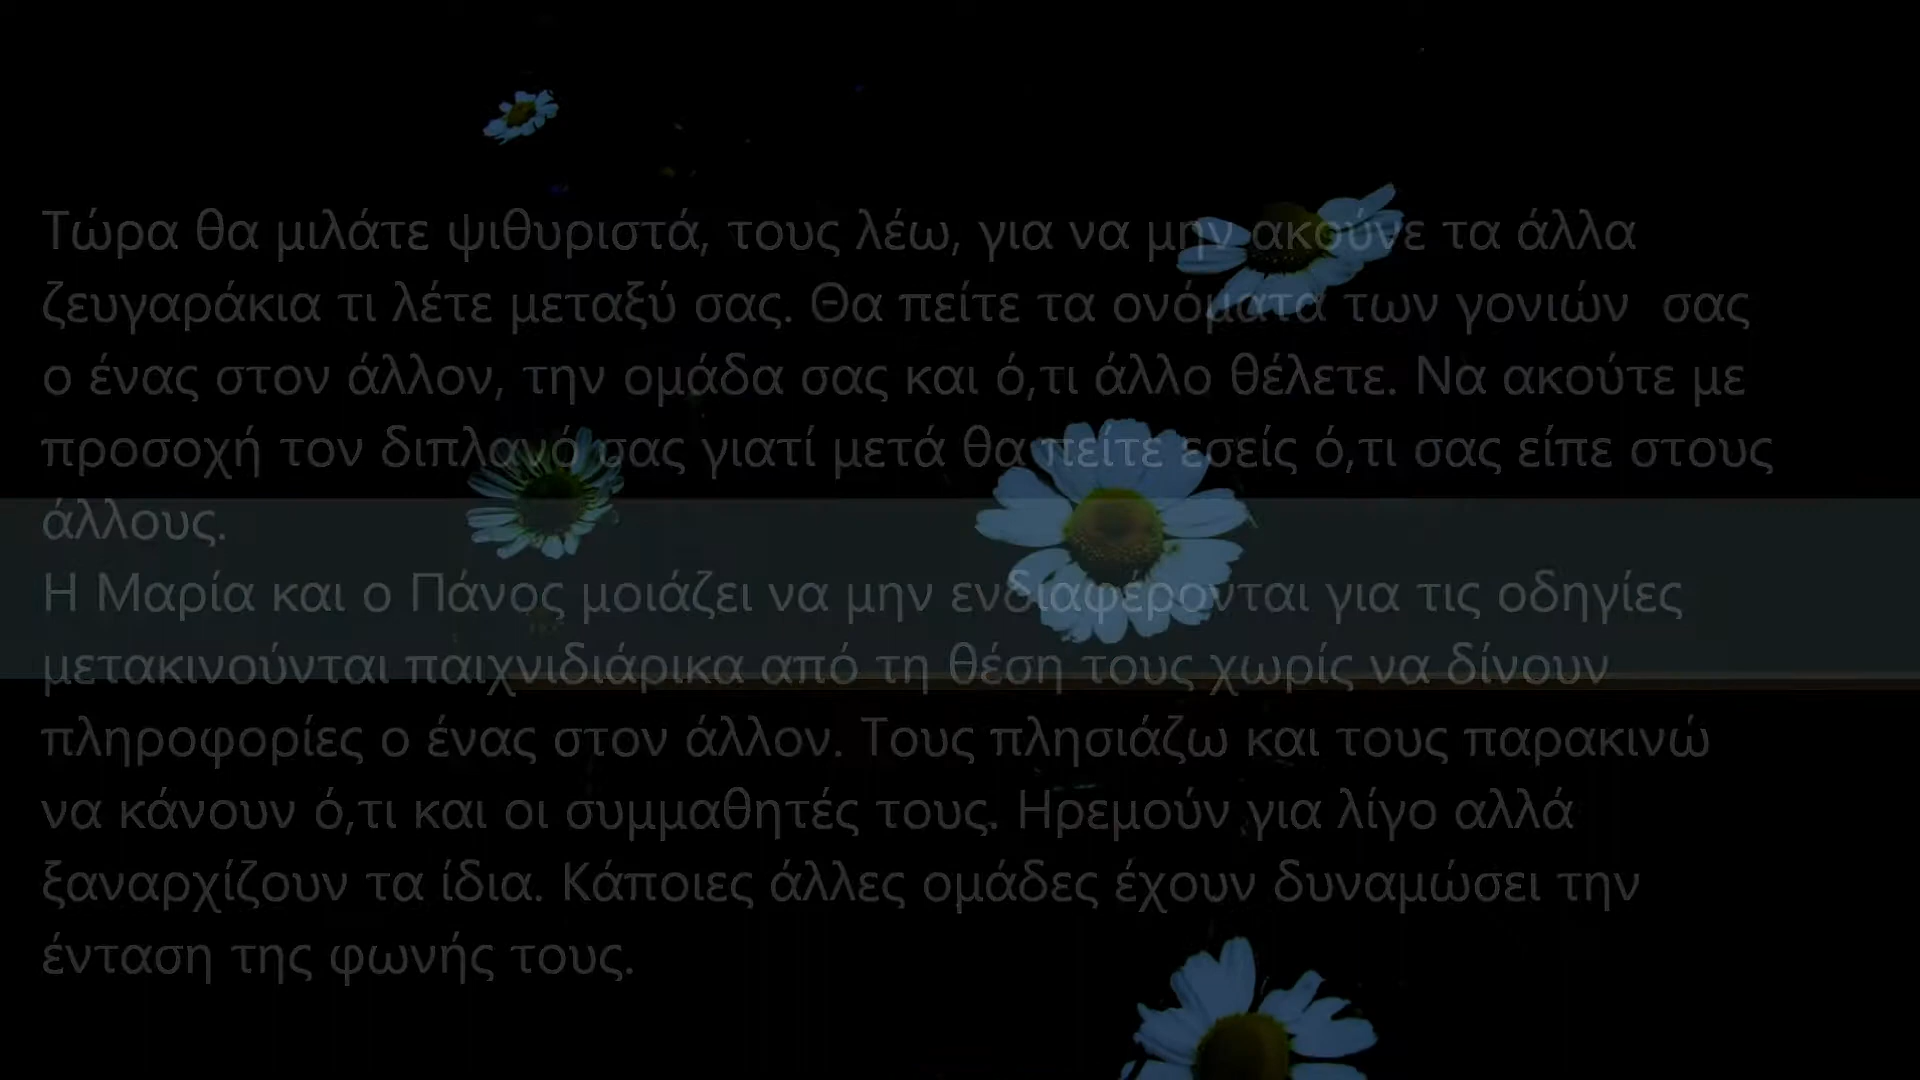 Τώρα θα μιλάτε ψιθυριστά, τους λέω, για να μην ακούνε τα άλλα
ζευγαράκια τι λέτε μεταξύ σας. Θα πείτε τα ονόματα των γονιών  σας
ο ένας στον άλλον, την ομάδα σας και ό,τι άλλο θέλετε. Να ακούτε με
προσοχή τον διπλανό σας γιατί μετά θα πείτε εσείς ό,τι σας είπε στους
άλλους.
Η Μαρία και ο Πάνος μοιάζει να μην ενδιαφέρονται για τις οδηγίες
μετακινούνται παιχνιδιάρικα από τη θέση τους χωρίς να δίνουν
πληροφορίες ο ένας στον άλλον. Τους πλησιάζω και τους παρακινώ
να κάνουν ό,τι και οι συμμαθητές τους. Ηρεμούν για λίγο αλλά
ξαναρχίζουν τα ίδια. Κάποιες άλλες ομάδες έχουν δυναμώσει την
ένταση της φωνής τους.